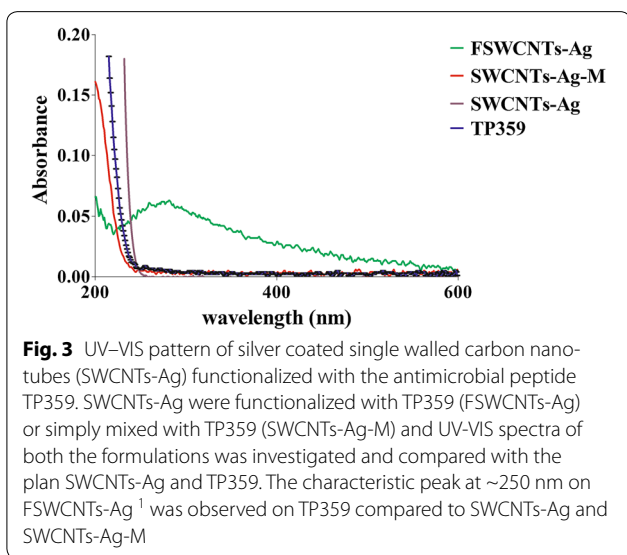 0.20
0.15
0.10
0.05
0.00
Absorbance
200
400
600
wavelength (nm)
FSWCNTs-Ag
SWCNTs-Ag-M
SWCNTs-Ag
TP359
Fig. 3 UV–VIS pattern of silver coated single walled carbon nano-
tubes (SWCNTs-Ag) functionalized with the antimicrobial peptide
TP359. SWCNTs-Ag were functionalized with TP359 (FSWCNTs-Ag)
or simply mixed with TP359 (SWCNTs-Ag-M) and UV-VIS spectra of
both the formulations was investigated and compared with the
plan SWCNTs-Ag and TP359. The characteristic peak at ~250 nm on
FSWCNTs-Ag ¹ was observed on TP359 compared to SWCNTs-Ag and
SWCNTs-Ag-M